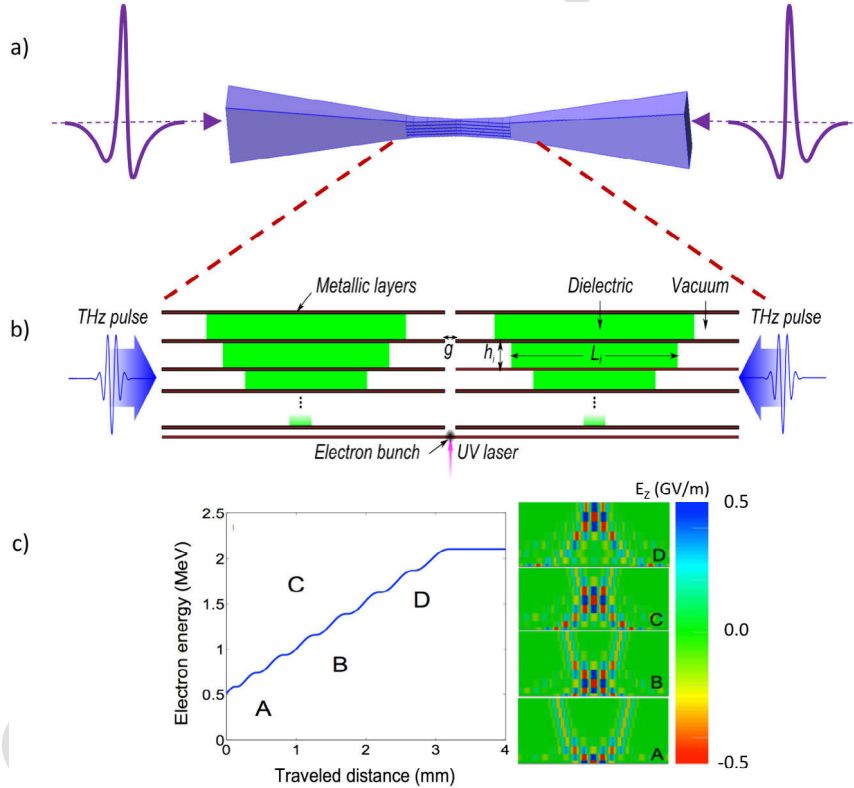 a)
Metallic layers
Dielectric
Vacuum
THz pulse
THz pulse
b)
g
hᵢ
Lᵢ
Electron bunch
UV laser
E_Z (GV/m)
c)
2.5
2
1.5
1
0.5
0
0
1
2
3
4
Electron energy (MeV)
Traveled distance (mm)
A
B
C
D
D
C
B
A
0.5
0.0
-0.5